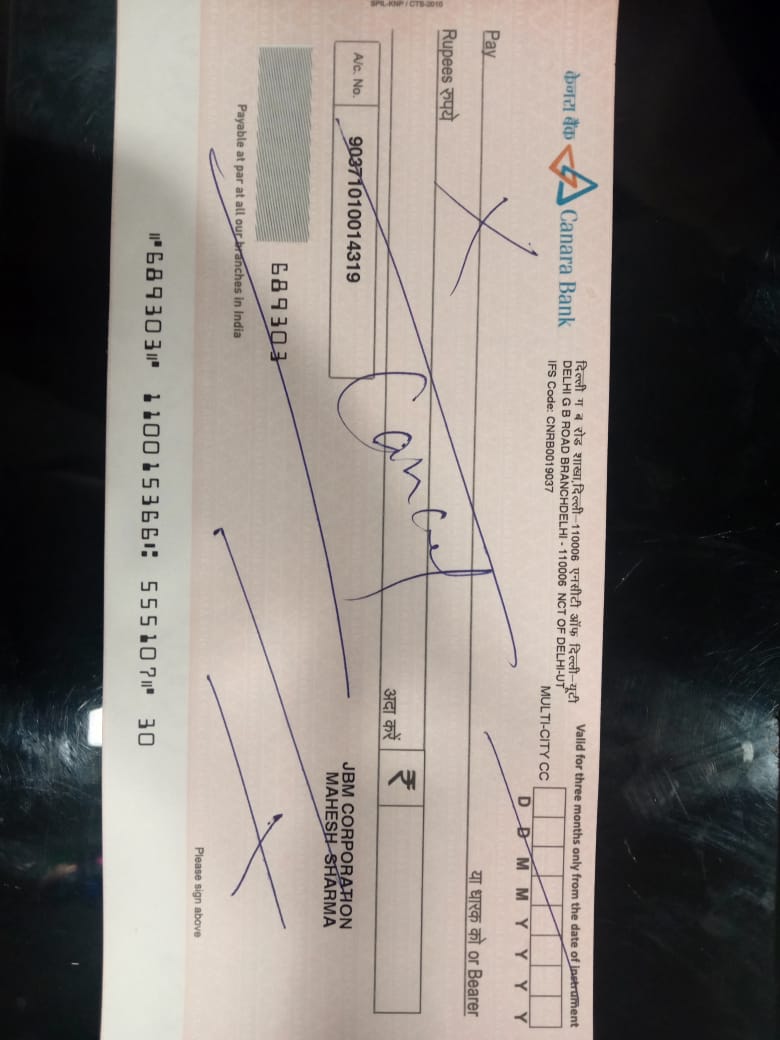 केनरा बैंक Canara Bank
दिल्ली ग ब रोड शाखा,दिल्ली-110006 एनसीटी ऑफ दिल्ली-यूटी
DELHI G B ROAD BRANCHDELHI - 110006 NCT OF DELHI-UT
IFS Code: CNRB0019037
MULTI-CITY CC
Valid for three months only from the date of instrument
D D M M Y Y Y Y
Pay
या धारक को or Bearer
Rupees रुपये
अदा करें
₹
Cancel
A/c. No. 90371010014319
JBM CORPORATION
MAHESH SHARMA
689303
Payable at par at all our branches in India
Please sign above
⑈689303⑈ 110015366⑆ 555107⑈ 30
SPIL-KNP / CTS-2010